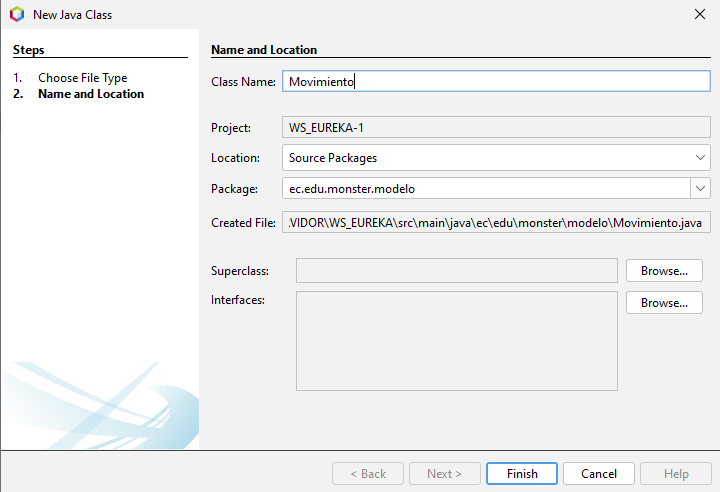 New Java Class
Steps
1. Choose File Type
2. Name and Location
Name and Location
Class Name: Movimiento
Project: WS_EUREKA-1
Location: Source Packages
Package: ec.edu.monster.modelo
Created File: .VIDOR\WS_EUREKA\src\main\java\ec\edu\monster\modelo\Movimiento.java
Superclass: Browse...
Interfaces: Browse...
< Back Next > Finish Cancel Help